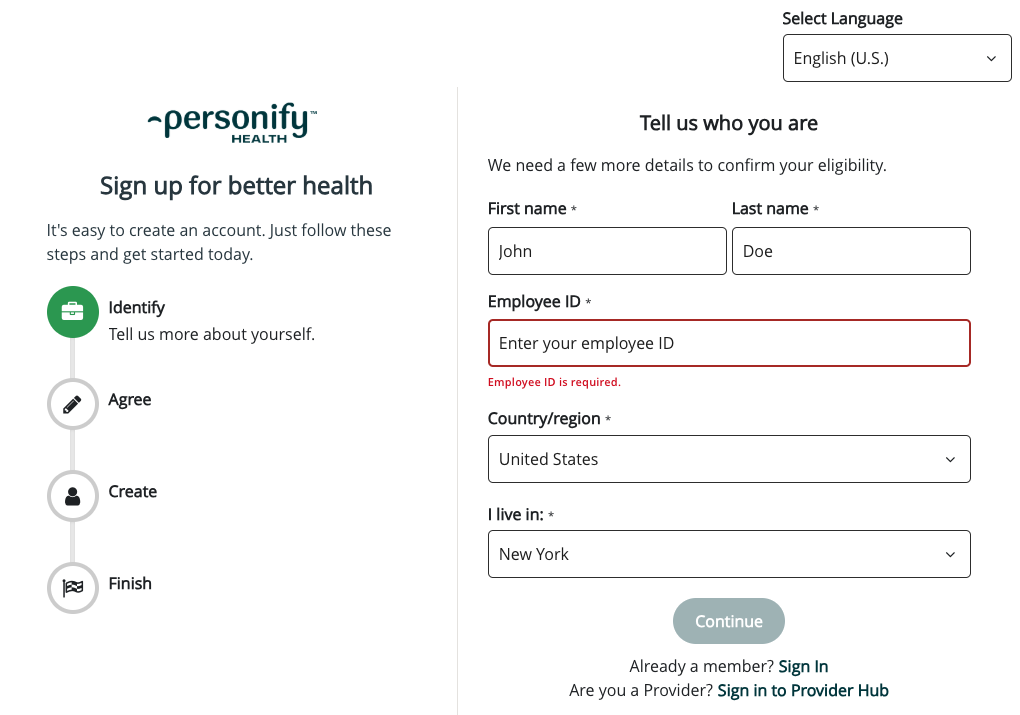 Select Language
English (U.S.)
personify™
HEALTH
Sign up for better health
It's easy to create an account. Just follow these
steps and get started today.
Identify
Tell us more about yourself.
Agree
Create
Finish
Tell us who you are
We need a few more details to confirm your eligibility.
First name *
Last name *
John
Doe
Employee ID *
Enter your employee ID
Employee ID is required.
Country/region *
United States
I live in: *
New York
Continue
Already a member? Sign In
Are you a Provider? Sign in to Provider Hub